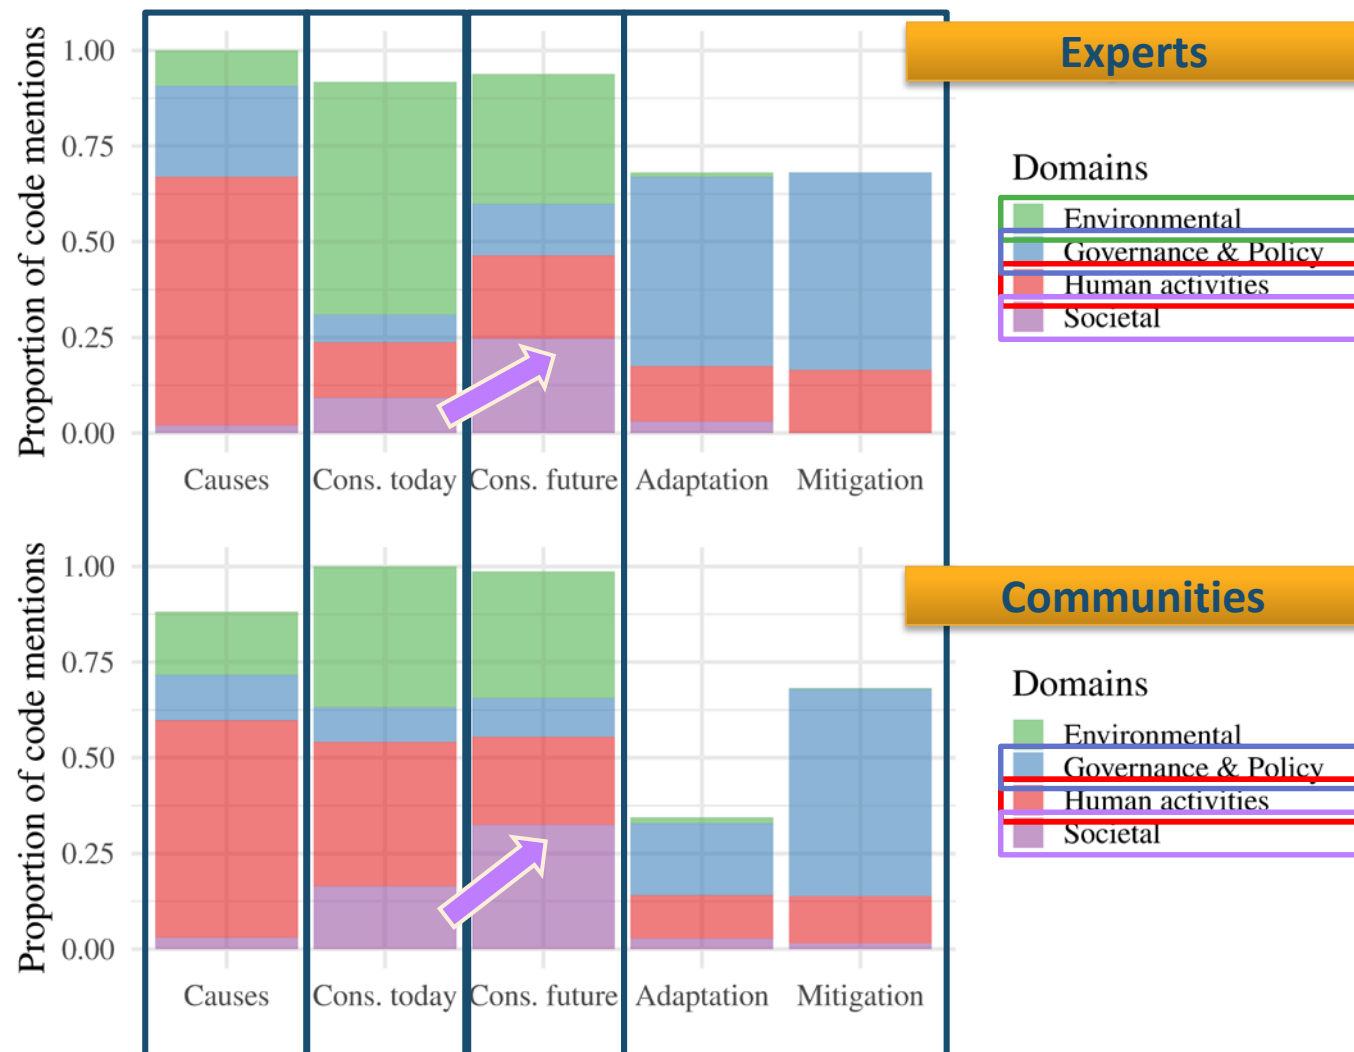 Experts
Proportion of code mentions
1.00
0.75
0.50
0.25
0.00
Causes
Cons. today
Cons. future
Adaptation
Mitigation
Domains
Environmental
Governance & Policy
Human activities
Societal
Communities
Proportion of code mentions
1.00
0.75
0.50
0.25
0.00
Causes
Cons. today
Cons. future
Adaptation
Mitigation
Domains
Environmental
Governance & Policy
Human activities
Societal